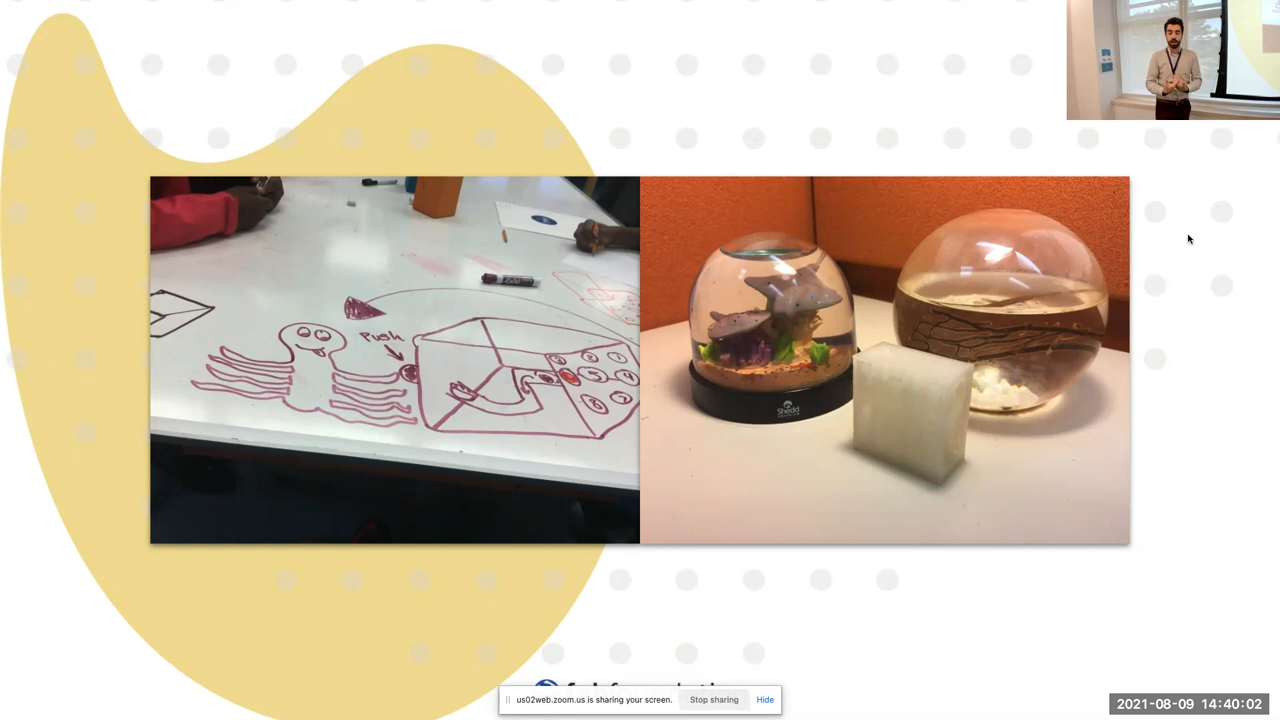 Push
Shedd
us02web.zoom.us is sharing your screen.
Stop sharing
Hide
2021-08-09 14:40:02